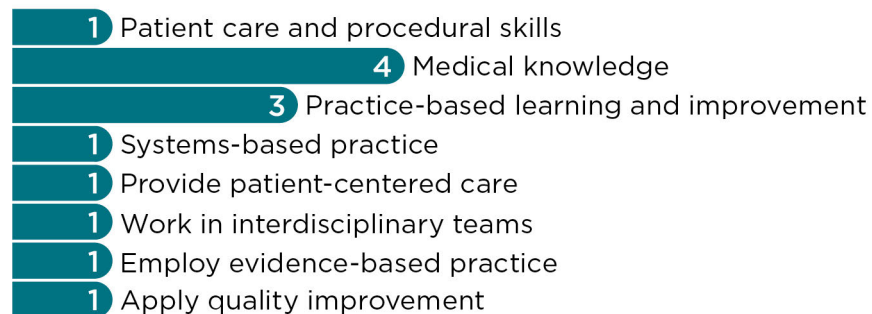 1 Patient care and procedural skills
4 Medical knowledge
3 Practice-based learning and improvement
1 Systems-based practice
1 Provide patient-centered care
1 Work in interdisciplinary teams
1 Employ evidence-based practice
1 Apply quality improvement